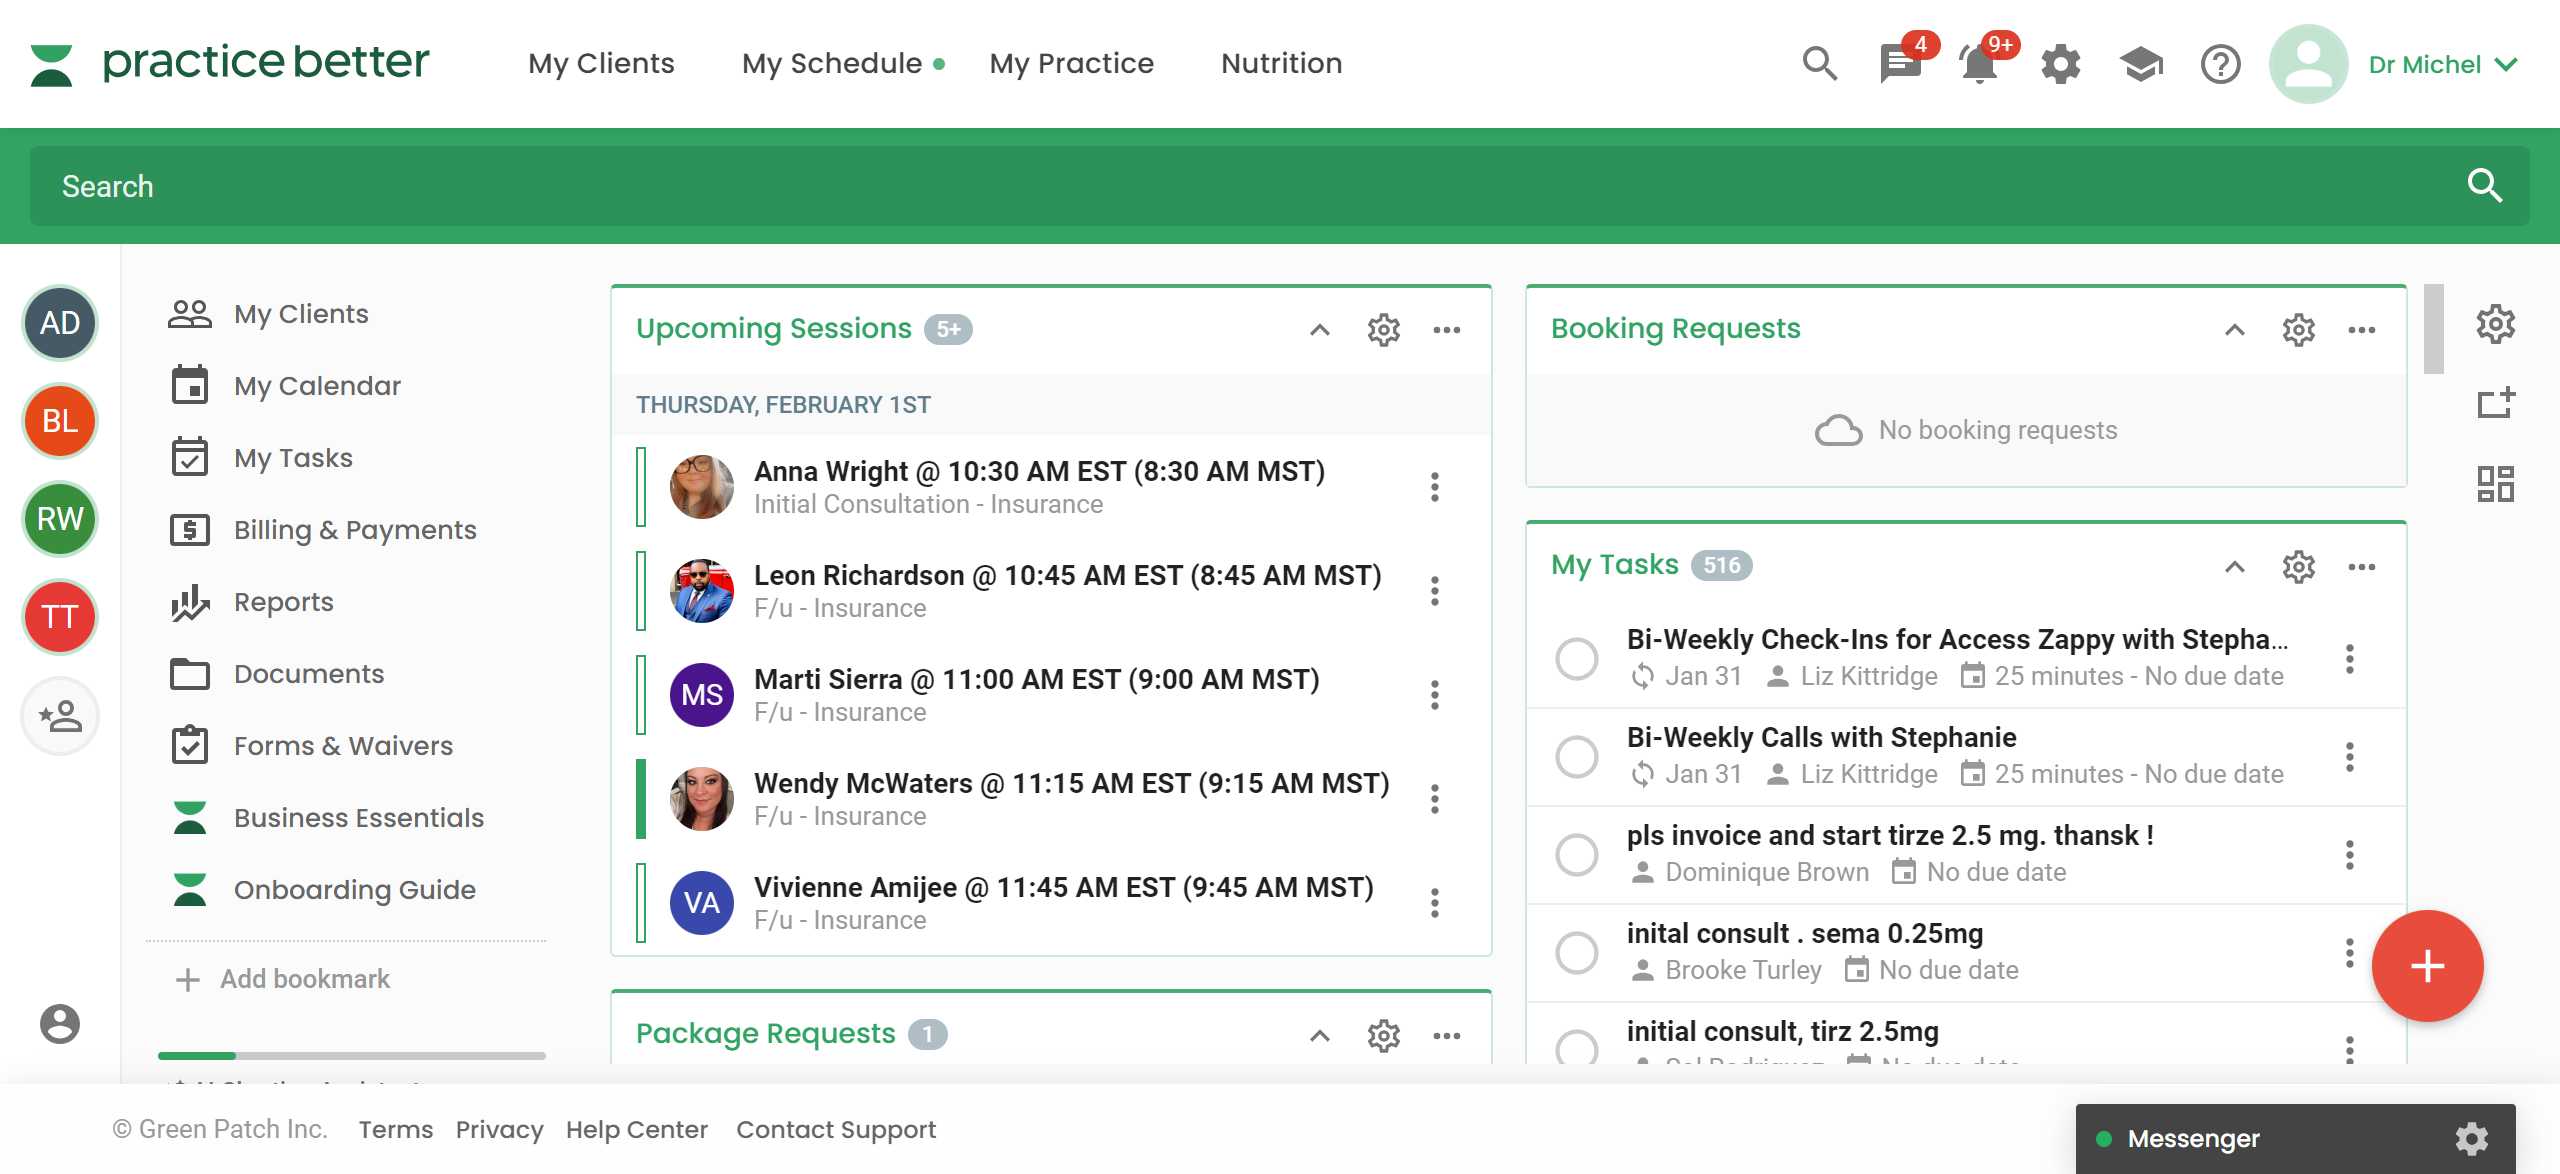 practice better
My Clients
My Schedule
My Practice
Nutrition
4
9+
Dr Michel
Search
AD
BL
RW
TT
My Clients
My Calendar
My Tasks
Billing & Payments
Reports
Documents
Forms & Waivers
Business Essentials
Onboarding Guide
Add bookmark
Upcoming Sessions 5+
THURSDAY, FEBRUARY 1ST
Anna Wright @ 10:30 AM EST (8:30 AM MST)
Initial Consultation - Insurance
Leon Richardson @ 10:45 AM EST (8:45 AM MST)
F/u - Insurance
MS
Marti Sierra @ 11:00 AM EST (9:00 AM MST)
F/u - Insurance
Wendy McWaters @ 11:15 AM EST (9:15 AM MST)
F/u - Insurance
VA
Vivienne Amijee @ 11:45 AM EST (9:45 AM MST)
F/u - Insurance
Package Requests 1
Booking Requests
No booking requests
My Tasks 516
Bi-Weekly Check-Ins for Access Zappy with Stepha...
Jan 31 Liz Kittridge 25 minutes - No due date
Bi-Weekly Calls with Stephanie
Jan 31 Liz Kittridge 25 minutes - No due date
pls invoice and start tirze 2.5 mg. thansk !
Dominique Brown No due date
inital consult . sema 0.25mg
Brooke Turley No due date
initial consult, tirz 2.5mg
No due date
© Green Patch Inc.
Terms
Privacy
Help Center
Contact Support
Messenger